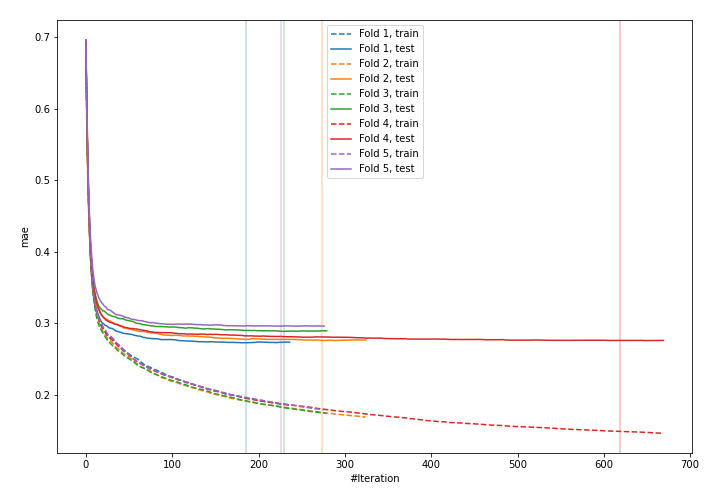 0.7
0.6
0.5
0.4
0.3
0.2
mae
Fold 1, train
Fold 1, test
Fold 2, train
Fold 2, test
Fold 3, train
Fold 3, test
Fold 4, train
Fold 4, test
Fold 5, train
Fold 5, test
0 100 200 300 400 500 600 700
#Iteration